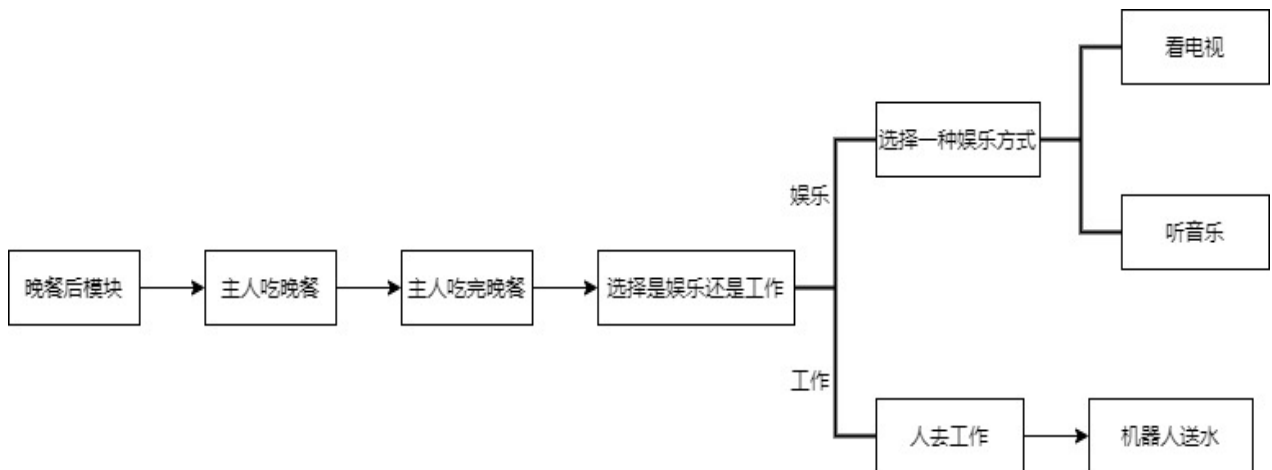 看电视
选择一种娱乐方式
娱乐
听音乐
晚餐后模块
主人吃晚餐
主人吃完晚餐
选择是娱乐还是工作
工作
人去工作
机器人送水